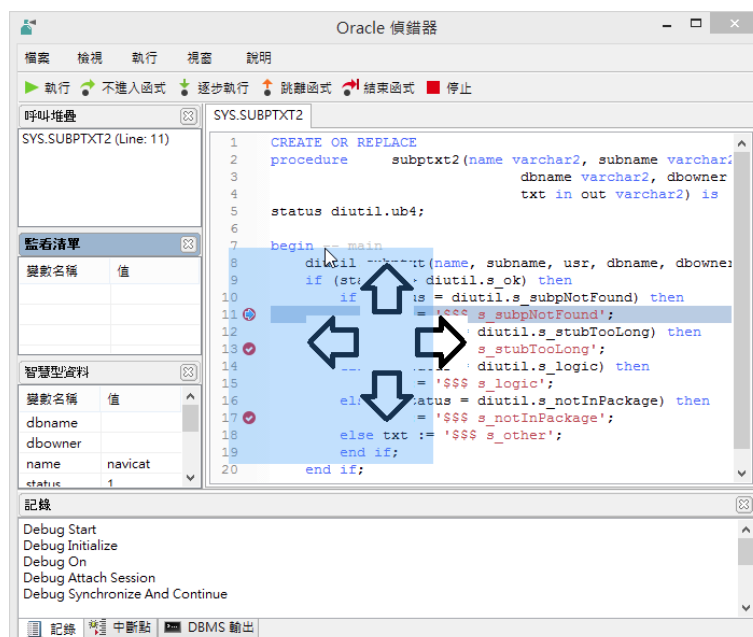 Oracle 偵錯器
檔案 檢視 執行 視窗 說明
執行 不進入函式 逐步執行 跳離函式 結束函式 停止
呼叫堆疊
SYS.SUBPTXT2 (Line: 11)
監看清單
變數名稱 值
智慧型資料
變數名稱 值
dbname
dbowner
name navicat
status 1
SYS.SUBPTXT2
1 CREATE OR REPLACE
2 procedure subptxt2(name varchar2, subname varchar2
3 dbname varchar2, dbowner
4 txt in out varchar2) is
5 status diutil.ub4;
6
7 begin -- main
8 diutil.subptxt(name, subname, usr, dbname, dbowner
9 if (sta diutil.s_ok) then
10 if us = diutil.s_subpNotFound) then
11 = '$$$ s_subpNotFound';
12 = diutil.s_stubTooLong) then
13 s_stubTooLong';
14 = diutil.s_logic) then
15 = '$$$ s_logic';
16 el status = diutil.s_notInPackage) then
17 = '$$$ s_notInPackage';
18 else txt := '$$$ s_other';
19 end if;
20 end if;
記錄
Debug Start
Debug Initialize
Debug On
Debug Attach Session
Debug Synchronize And Continue
記錄 中斷點 DBMS 輸出